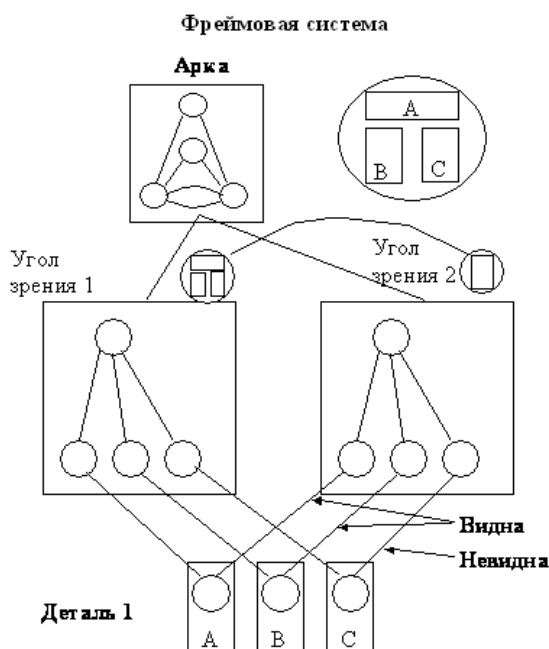 Фреймовая система
Арка
A
B
C
Угол
зрения 1
Угол
зрения 2
Видна
Невидна
Деталь 1
A
B
C